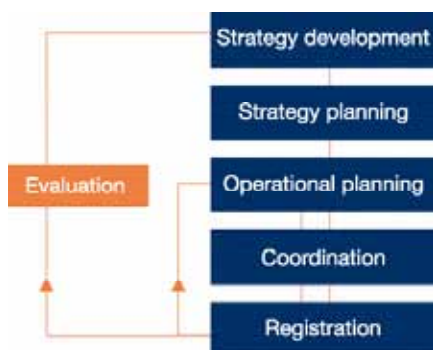 Strategy development
Strategy planning
Evaluation
Operational planning
Coordination
Registration